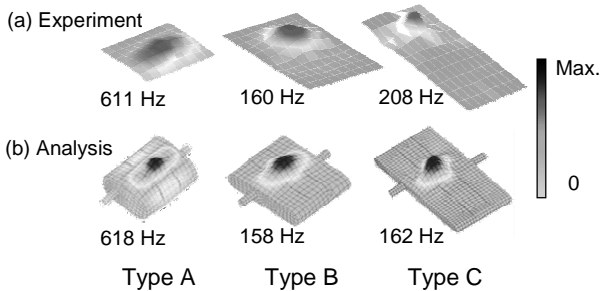 (a) Experiment
Max.
611 Hz
160 Hz
208 Hz
(b) Analysis
0
618 Hz
158 Hz
162 Hz
Type A
Type B
Type C